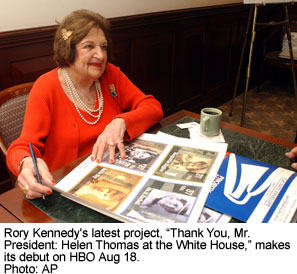 Rory Kennedy's latest project, "Thank You, Mr.
President: Helen Thomas at the White House," makes
its debut on HBO Aug 18.
Photo: AP